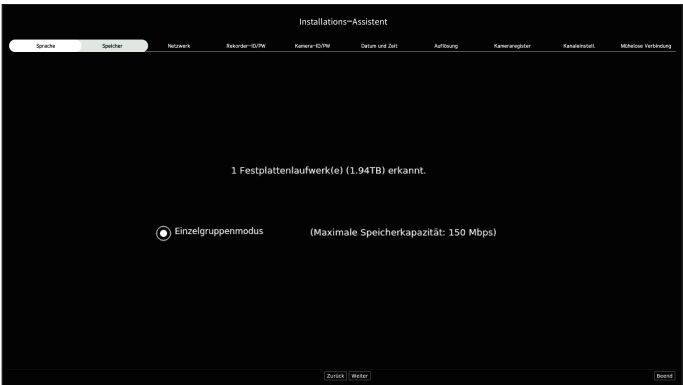 Installations-Assistent
Sprache Speicher Netzwerk Rekorder-ID/PW Kamera-ID/PW Datum und Zeit Auflösung Kameraregister Kanaleinstell. Mühelose Verbindung
1 Festplattenlaufwerk(e) (1.94TB) erkannt.
Einzelgruppenmodus (Maximale Speicherkapazität: 150 Mbps)
Zurück Weiter Beend